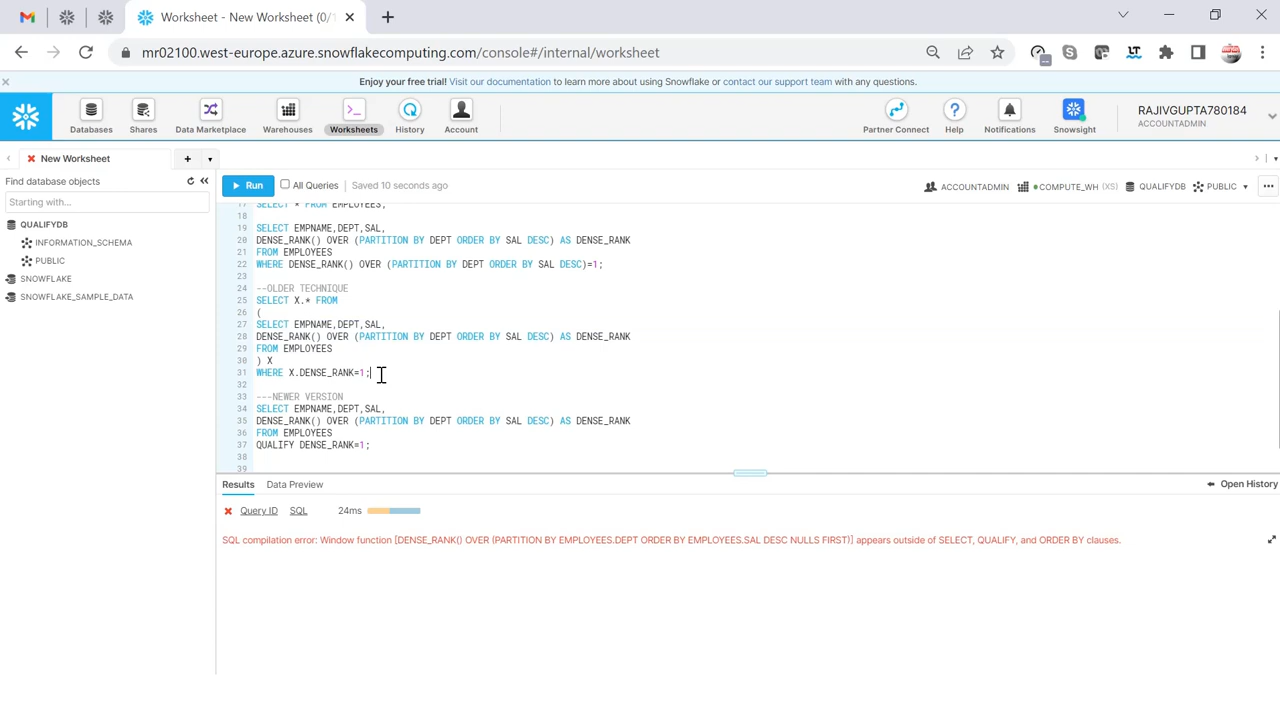 Worksheet - New Worksheet (0/1
mr02100.west-europe.azure.snowflakecomputing.com/console#/internal/worksheet
Enjoy your free trial! Visit our documentation to learn more about using Snowflake or contact our support team with any questions.
Databases Shares Data Marketplace Warehouses Worksheets History Account Partner Connect Help Notifications Snowsight
RAJIVGUPTA780184
ACCOUNTADMIN
New Worksheet
Find database objects
Starting with...
QUALIFYDB
INFORMATION_SCHEMA
PUBLIC
SNOWFLAKE
SNOWFLAKE_SAMPLE_DATA
Run All Queries Saved 10 seconds ago ACCOUNTADMIN COMPUTE_WH (XS) QUALIFYDB PUBLIC
17 SELECT * FROM EMPLOYEES;
18
19 SELECT EMPNAME,DEPT,SAL,
20 DENSE_RANK() OVER (PARTITION BY DEPT ORDER BY SAL DESC) AS DENSE_RANK
21 FROM EMPLOYEES
22 WHERE DENSE_RANK() OVER (PARTITION BY DEPT ORDER BY SAL DESC)=1;
23
24 --OLDER TECHNIQUE
25 SELECT X.* FROM
26 (
27 SELECT EMPNAME,DEPT,SAL,
28 DENSE_RANK() OVER (PARTITION BY DEPT ORDER BY SAL DESC) AS DENSE_RANK
29 FROM EMPLOYEES
30 ) X
31 WHERE X.DENSE_RANK=1;
32
33 ---NEWER VERSION
34 SELECT EMPNAME,DEPT,SAL,
35 DENSE_RANK() OVER (PARTITION BY DEPT ORDER BY SAL DESC) AS DENSE_RANK
36 FROM EMPLOYEES
37 QUALIFY DENSE_RANK=1;
38
39
Results Data Preview Open History
Query ID SQL 24ms
SQL compilation error: Window function [DENSE_RANK() OVER (PARTITION BY EMPLOYEES.DEPT ORDER BY EMPLOYEES.SAL DESC NULLS FIRST)] appears outside of SELECT, QUALIFY, and ORDER BY clauses.